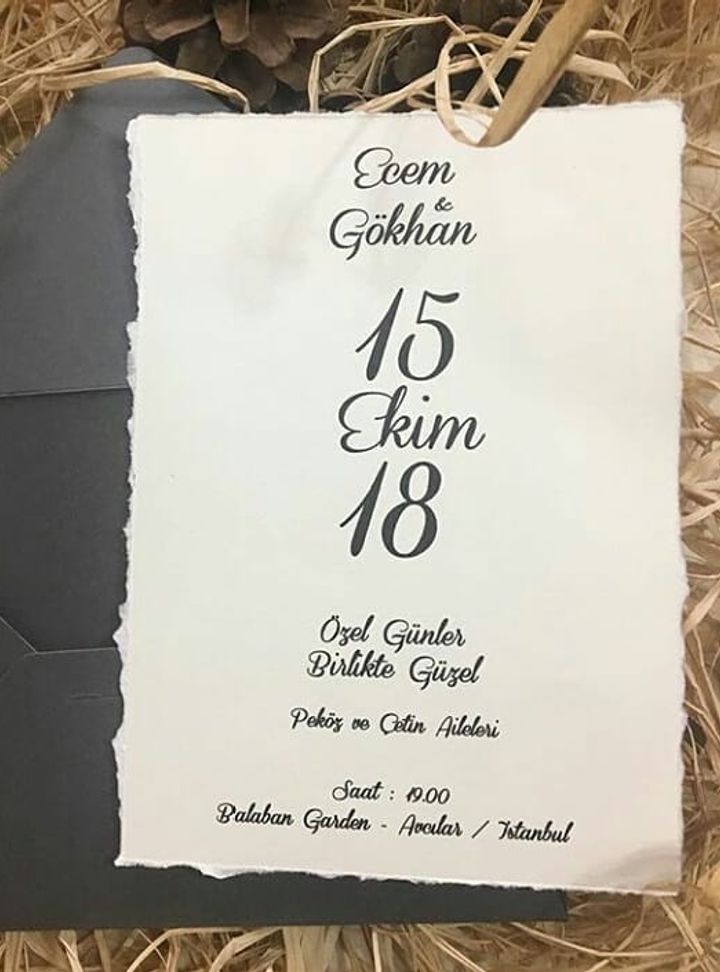 Ecem
&
Gökhan
15
Ekim
18
Özel Günler
Birlikte Güzel
Peköz ve Çetin Aileleri
Saat : 19.00
Balaban Garden - Avcılar / İstanbul